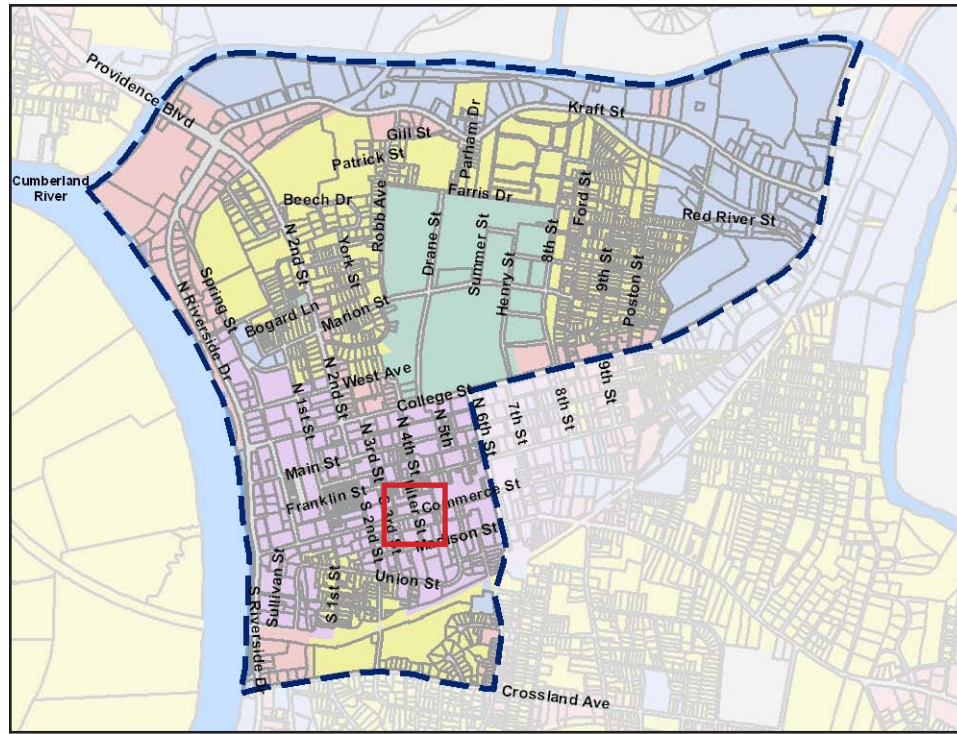 Providence Blvd
Kraft St
Gill St
Parham Dr
Patrick St
Cumberland
River
Farris Dr
Beech Dr
Robb Ave
Ford St
Red River St
N 2nd St
York St
Drane St
Summer St
8th St
Henry St
9th St
Poston St
Spring St
N Riverside Dr
Bogard Ln
Marion St
West Ave
N 2nd St
N 1st St
College St
N 6th St
7th St
8th St
9th St
N 5th
N 4th St
N 3rd St
Main St
Franklin St
Commerce St
S 3rd St
S 2nd St
Madison St
Union St
Sullivan St
S 1st St
S Riverside Dr
Crossland Ave